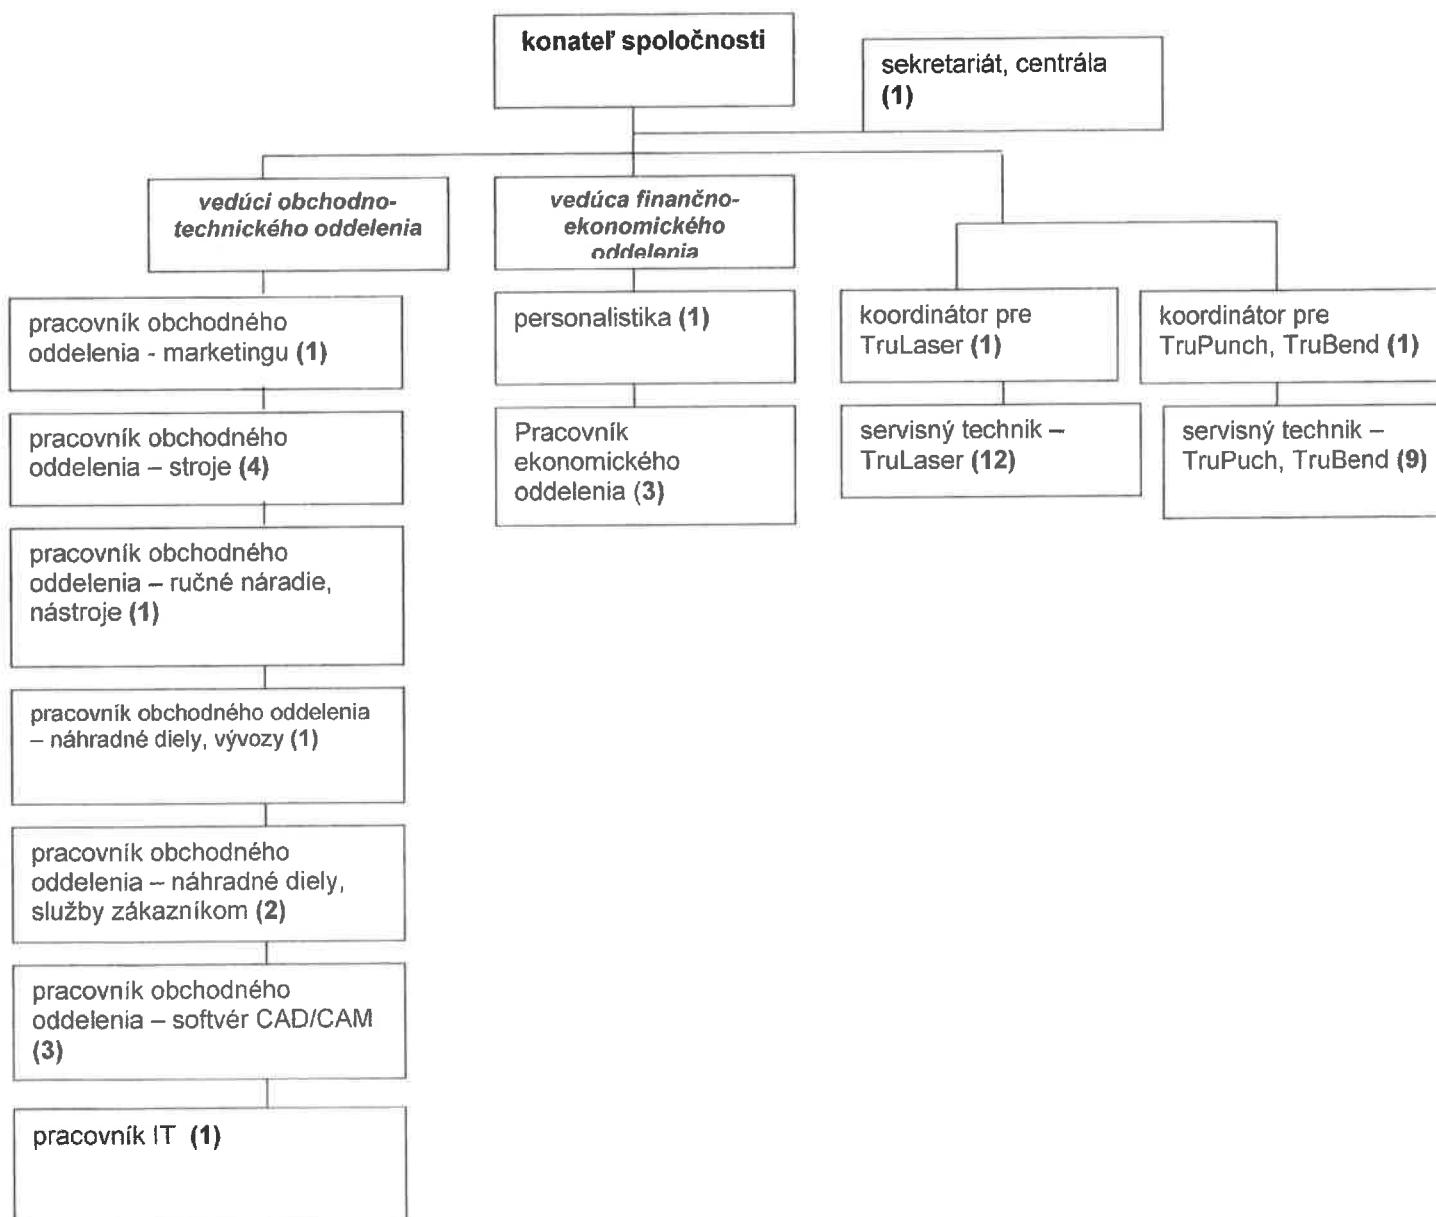 konateľ spoločnosti
sekretariát, centrála
(1)
vedúci obchodno-
technického oddelenia
vedúca finančno-
ekonomického
oddelenia
pracovník obchodného
oddelenia - marketingu (1)
pracovník obchodného
oddelenia – stroje (4)
pracovník obchodného
oddelenia – ručné náradie,
nástroje (1)
pracovník obchodného oddelenia
– náhradné diely, vývozy (1)
pracovník obchodného
oddelenia – náhradné diely,
služby zákazníkom (2)
pracovník obchodného
oddelenia – softvér CAD/CAM
(3)
pracovník IT (1)
personalistika (1)
Pracovník
ekonomického
oddelenia (3)
koordinátor pre
TruLaser (1)
servisný technik –
TruLaser (12)
koordinátor pre
TruPunch, TruBend (1)
servisný technik –
TruPuch, TruBend (9)